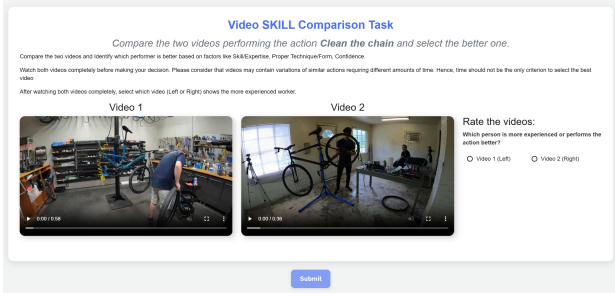 Video SKILL Comparison Task
Compare the two videos performing the action Clean the chain and select the better one.
Compare the two videos and Identify which performer is better based on factors like Skill/Expertise, Proper Technique/Form, Confidence.
Watch both videos completely before making your decision. Please consider that videos may contain variations of similar actions requiring different amounts of time. Hence, time should not be the only criterion to select the best
video
After watching both videos completely, select which video (Left or Right) shows the more experienced worker.
Video 1
Video 2
0:00 / 0:58
0:00 / 0:36
Rate the videos:
Which person is more experienced or performs the
action better?
Video 1 (Left)
Video 2 (Right)
Submit